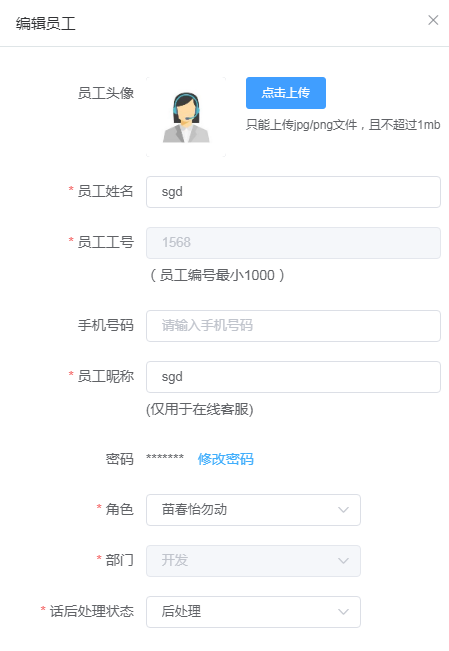 编辑员工
员工头像
点击上传
只能上传jpg/png文件，且不超过1mb
* 员工姓名 sgd
* 员工工号 1568
（员工编号最小1000）
手机号码 请输入手机号码
* 员工昵称 sgd
(仅用于在线客服)
密码 ******* 修改密码
* 角色 苗春怡勿动
* 部门 开发
* 话后处理状态 后处理